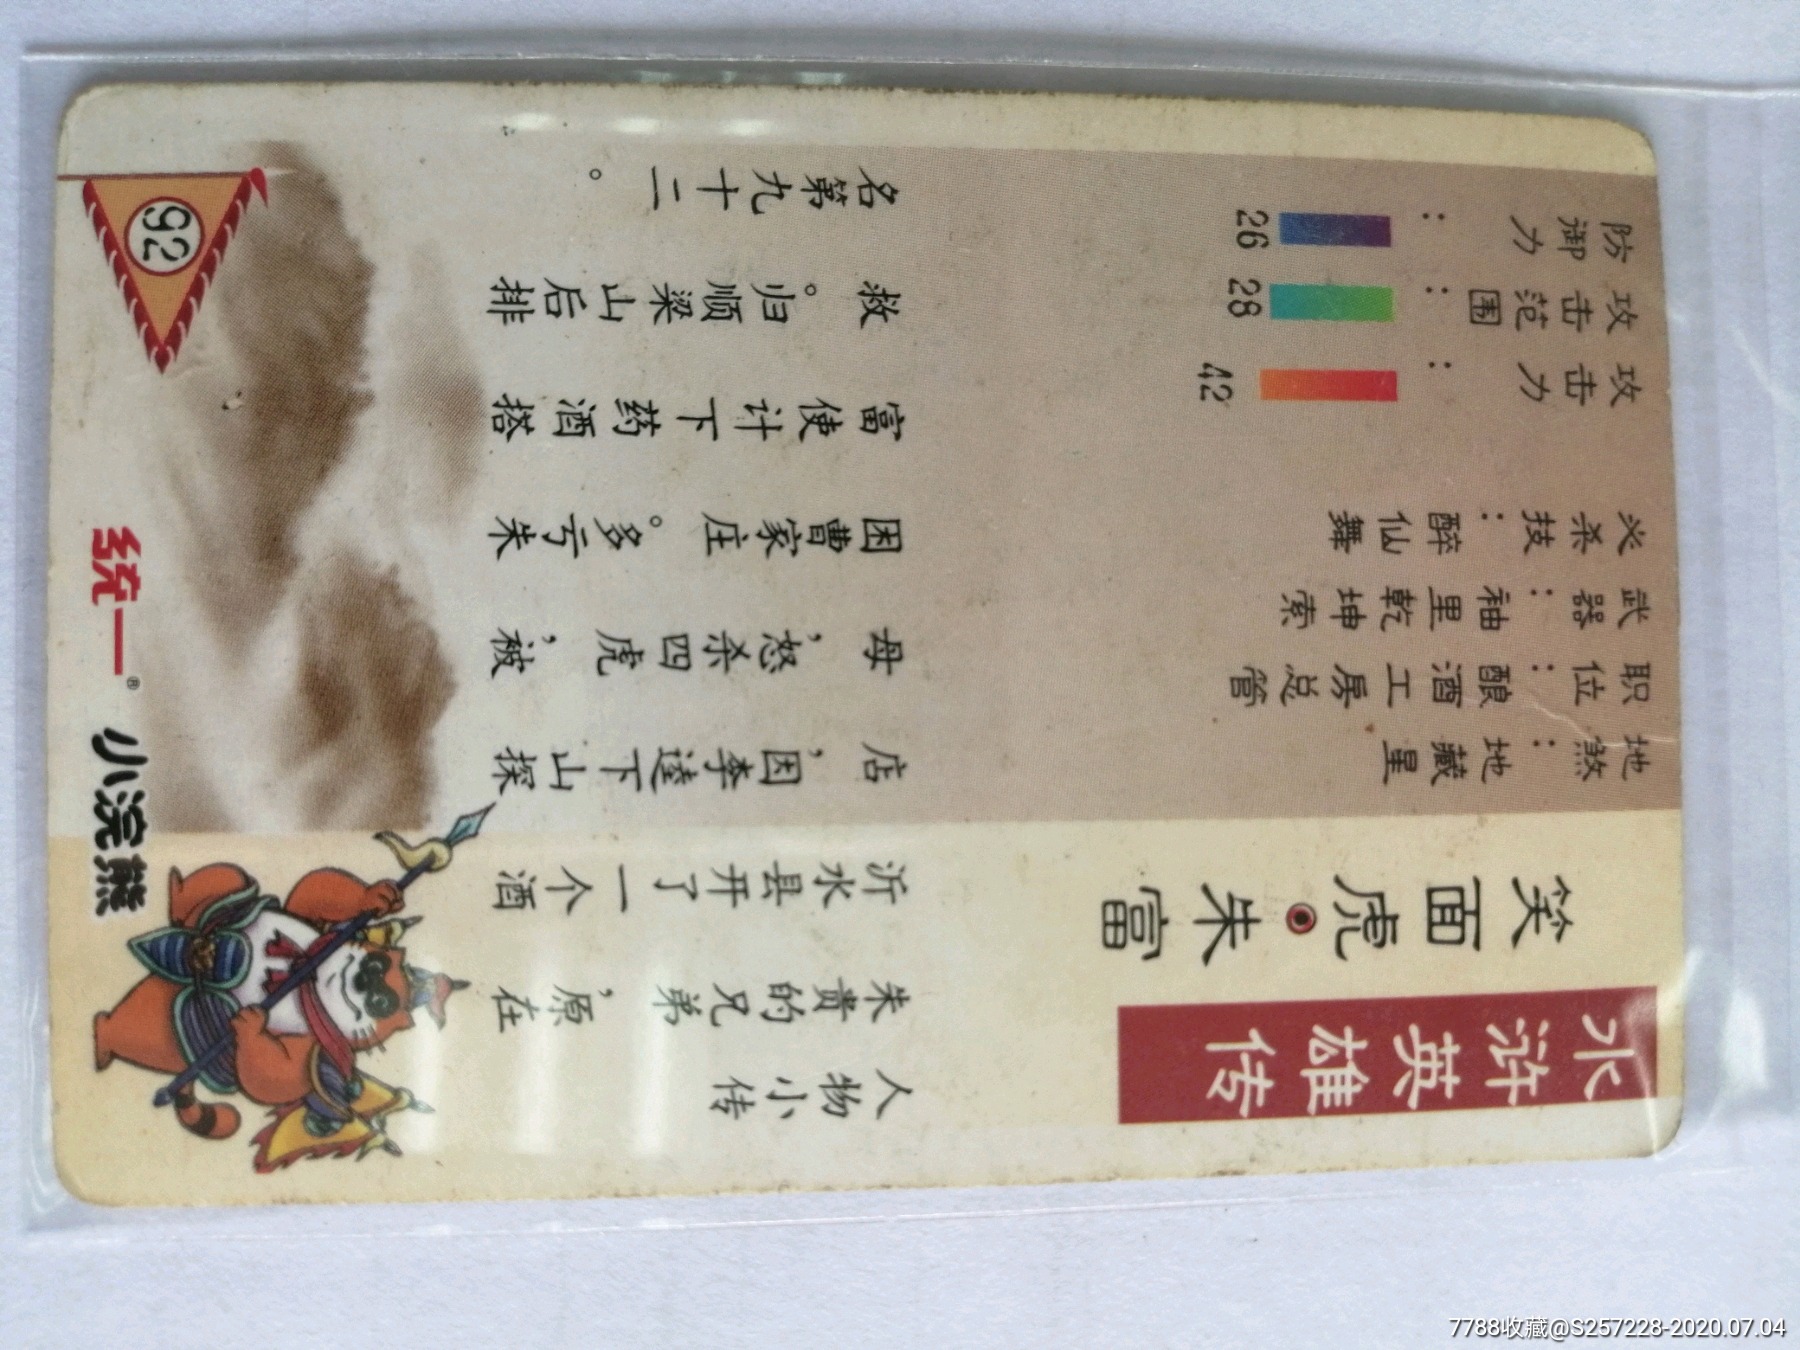 水浒英雄传
笑面虎·朱富
地煞：地藏星
职位：酿酒工房总管
武器：袖里乾坤索
必杀技：醉仙舞
攻击力：42
攻击范围：28
防御力：26
人物小传
朱贵的兄弟，原在
沂水县开了一个酒
店，因李逵下山探
母，怒杀四虎，被
困曹家庄。多亏朱
富使计下药酒搭
救。归顺梁山后排
名第九十二。
统一® 小浣熊
92
7788收藏@S257228-2020.07.04